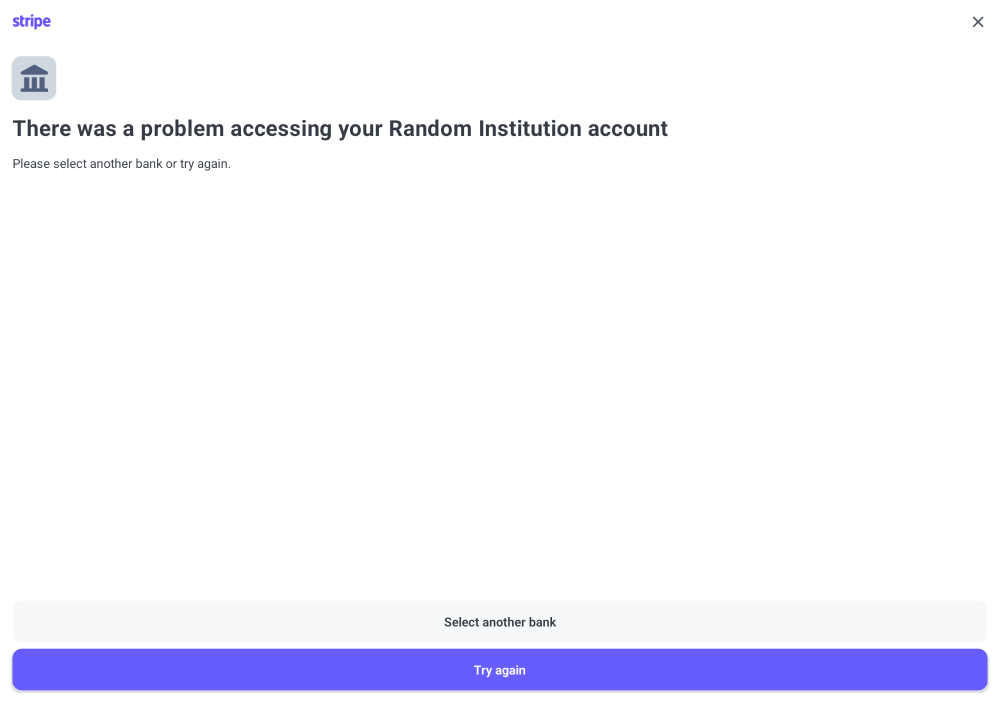 stripe
There was a problem accessing your Random Institution account
Please select another bank or try again.
Select another bank
Try again